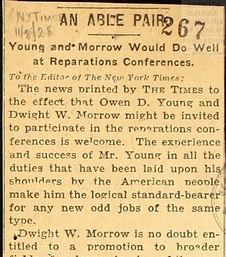 NY Times
11/8/28
AN ABLE PAIR
267
Young and Morrow Would Do Well
at Reparations Conferences.
To the Editor of The New York Times:
The news printed by THE TIMES to
the effect that Owen D. Young and
Dwight W. Morrow might be invited
to participate in the reparations con-
ferences is welcome. The experience
and success of Mr. Young in all the
duties that have been laid upon his
shoulders by the American people
make him the logical standard-bearer
for any new odd jobs of the same
type.
Dwight W. Morrow is no doubt en-
titled to a promotion to broader